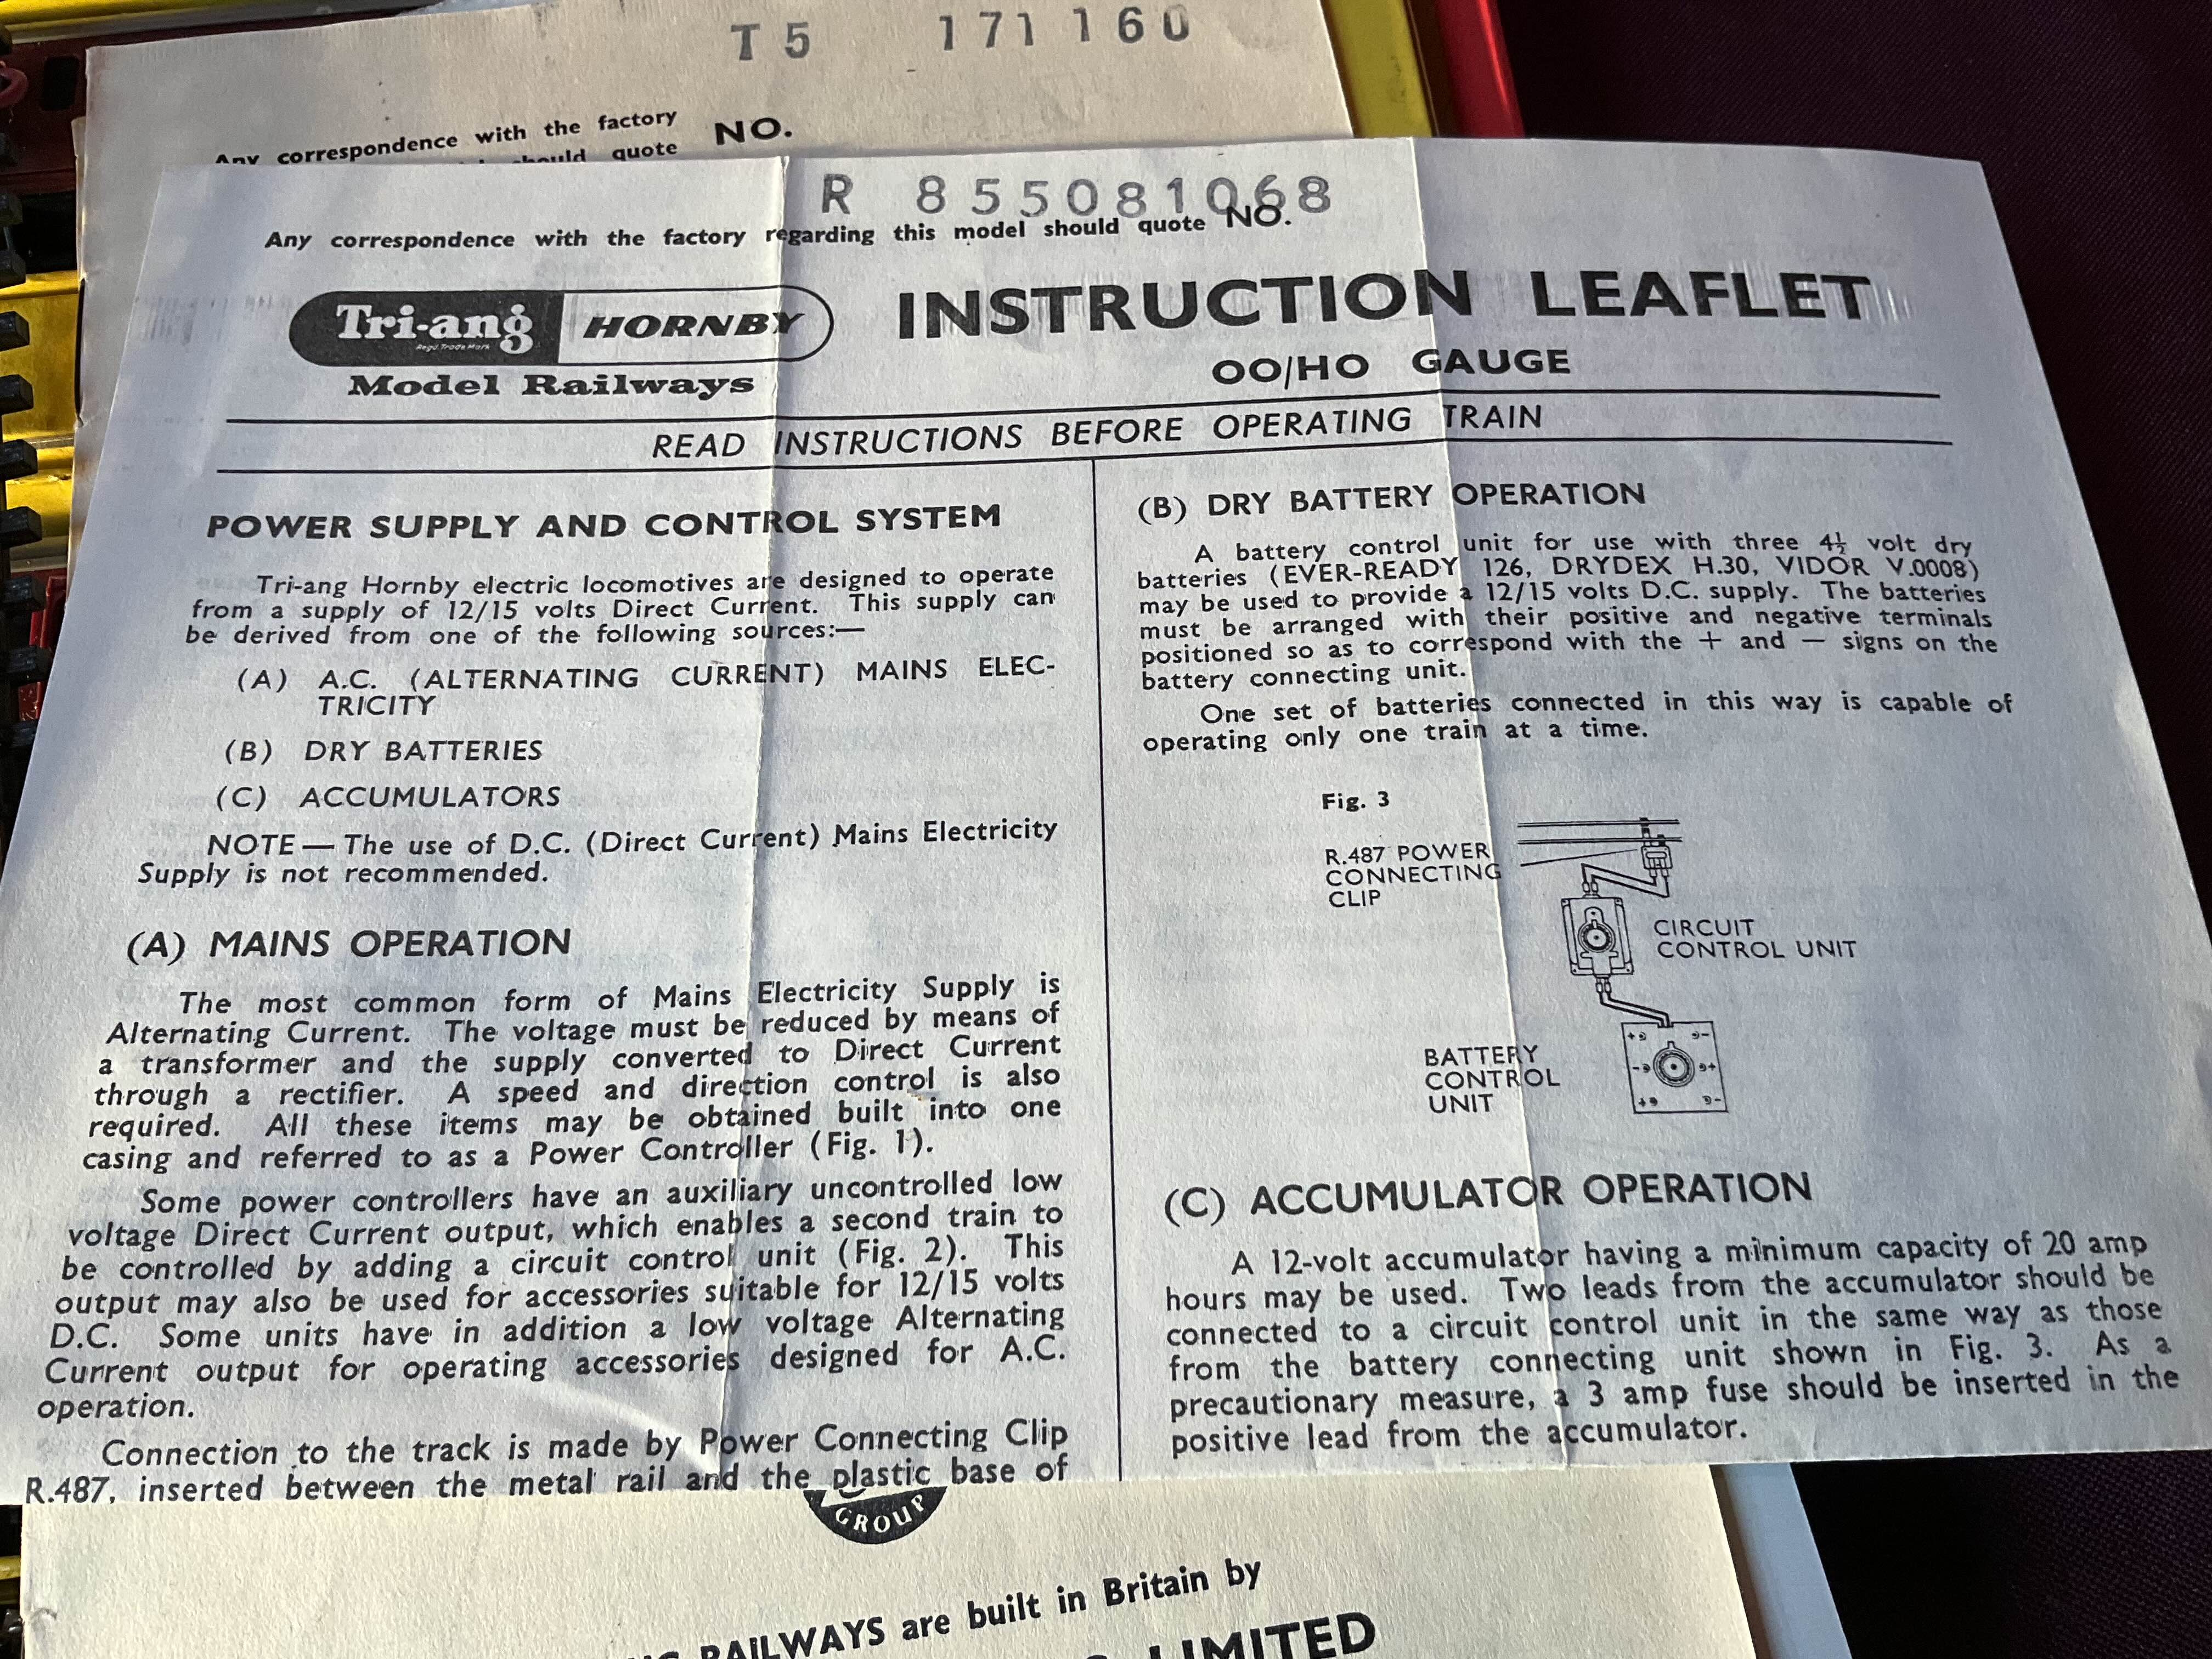 T 5 171 160
Any correspondence with the factory
should quote
NO.
R 855081068
Any correspondence with the factory regarding this model should quote NO.
Tri-ang HORNBY
Regd. Trade Mark
Model Railways
INSTRUCTION LEAFLET
OO/HO GAUGE
READ INSTRUCTIONS BEFORE OPERATING TRAIN
POWER SUPPLY AND CONTROL SYSTEM
Tri-ang Hornby electric locomotives are designed to operate
from a supply of 12/15 volts Direct Current. This supply can
be derived from one of the following sources:—
(A) A.C. (ALTERNATING CURRENT) MAINS ELEC-
TRICITY
(B) DRY BATTERIES
(C) ACCUMULATORS
NOTE — The use of D.C. (Direct Current) Mains Electricity
Supply is not recommended.
(A) MAINS OPERATION
The most common form of Mains Electricity Supply is
Alternating Current. The voltage must be reduced by means of
a transformer and the supply converted to Direct Current
through a rectifier. A speed and direction control is also
required. All these items may be obtained built into one
casing and referred to as a Power Controller (Fig. 1).
Some power controllers have an auxiliary uncontrolled low
voltage Direct Current output, which enables a second train to
be controlled by adding a circuit control unit (Fig. 2). This
output may also be used for accessories suitable for 12/15 volts
D.C. Some units have in addition a low voltage Alternating
Current output for operating accessories designed for A.C.
operation.
Connection to the track is made by Power Connecting Clip
R.487, inserted between the metal rail and the plastic base of
(B) DRY BATTERY OPERATION
A battery control unit for use with three 4½ volt dry
batteries (EVER-READY 126, DRYDEX H.30, VIDOR V.0008)
may be used to provide a 12/15 volts D.C. supply. The batteries
must be arranged with their positive and negative terminals
positioned so as to correspond with the + and — signs on the
battery connecting unit.
One set of batteries connected in this way is capable of
operating only one train at a time.
Fig. 3
R.487 POWER
CONNECTING
CLIP
CIRCUIT
CONTROL UNIT
BATTERY
CONTROL
UNIT
(C) ACCUMULATOR OPERATION
A 12-volt accumulator having a minimum capacity of 20 amp
hours may be used. Two leads from the accumulator should be
connected to a circuit control unit in the same way as those
from the battery connecting unit shown in Fig. 3. As a
precautionary measure, a 3 amp fuse should be inserted in the
positive lead from the accumulator.
GROUP
RAILWAYS are built in Britain by
LIMITED